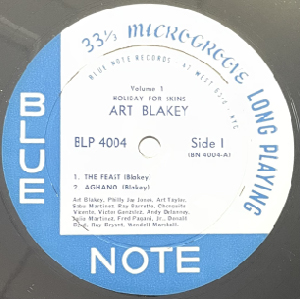 33⅓ MICROGROOVE LONG PLAYING
BLUE NOTE RECORDS 47 WEST 63rd NYC
Volume 1
HOLIDAY FOR SKINS
ART BLAKEY
BLP 4004
Side 1
(BN 4004-A)
1. THE FEAST (Blakey)
2. AGHANO (Blakey)
Art Blakey, Philly Joe Jones, Art Taylor,
Sabu Martinez, Ray Barretto, Chonguito
Vicente, Victor Gonzalez, Andy Delanney,
Julio Martinez, Fred Pagani, Jr., Donald
Byrd, Ray Bryant, Wendell Marshall.
BLUE
NOTE